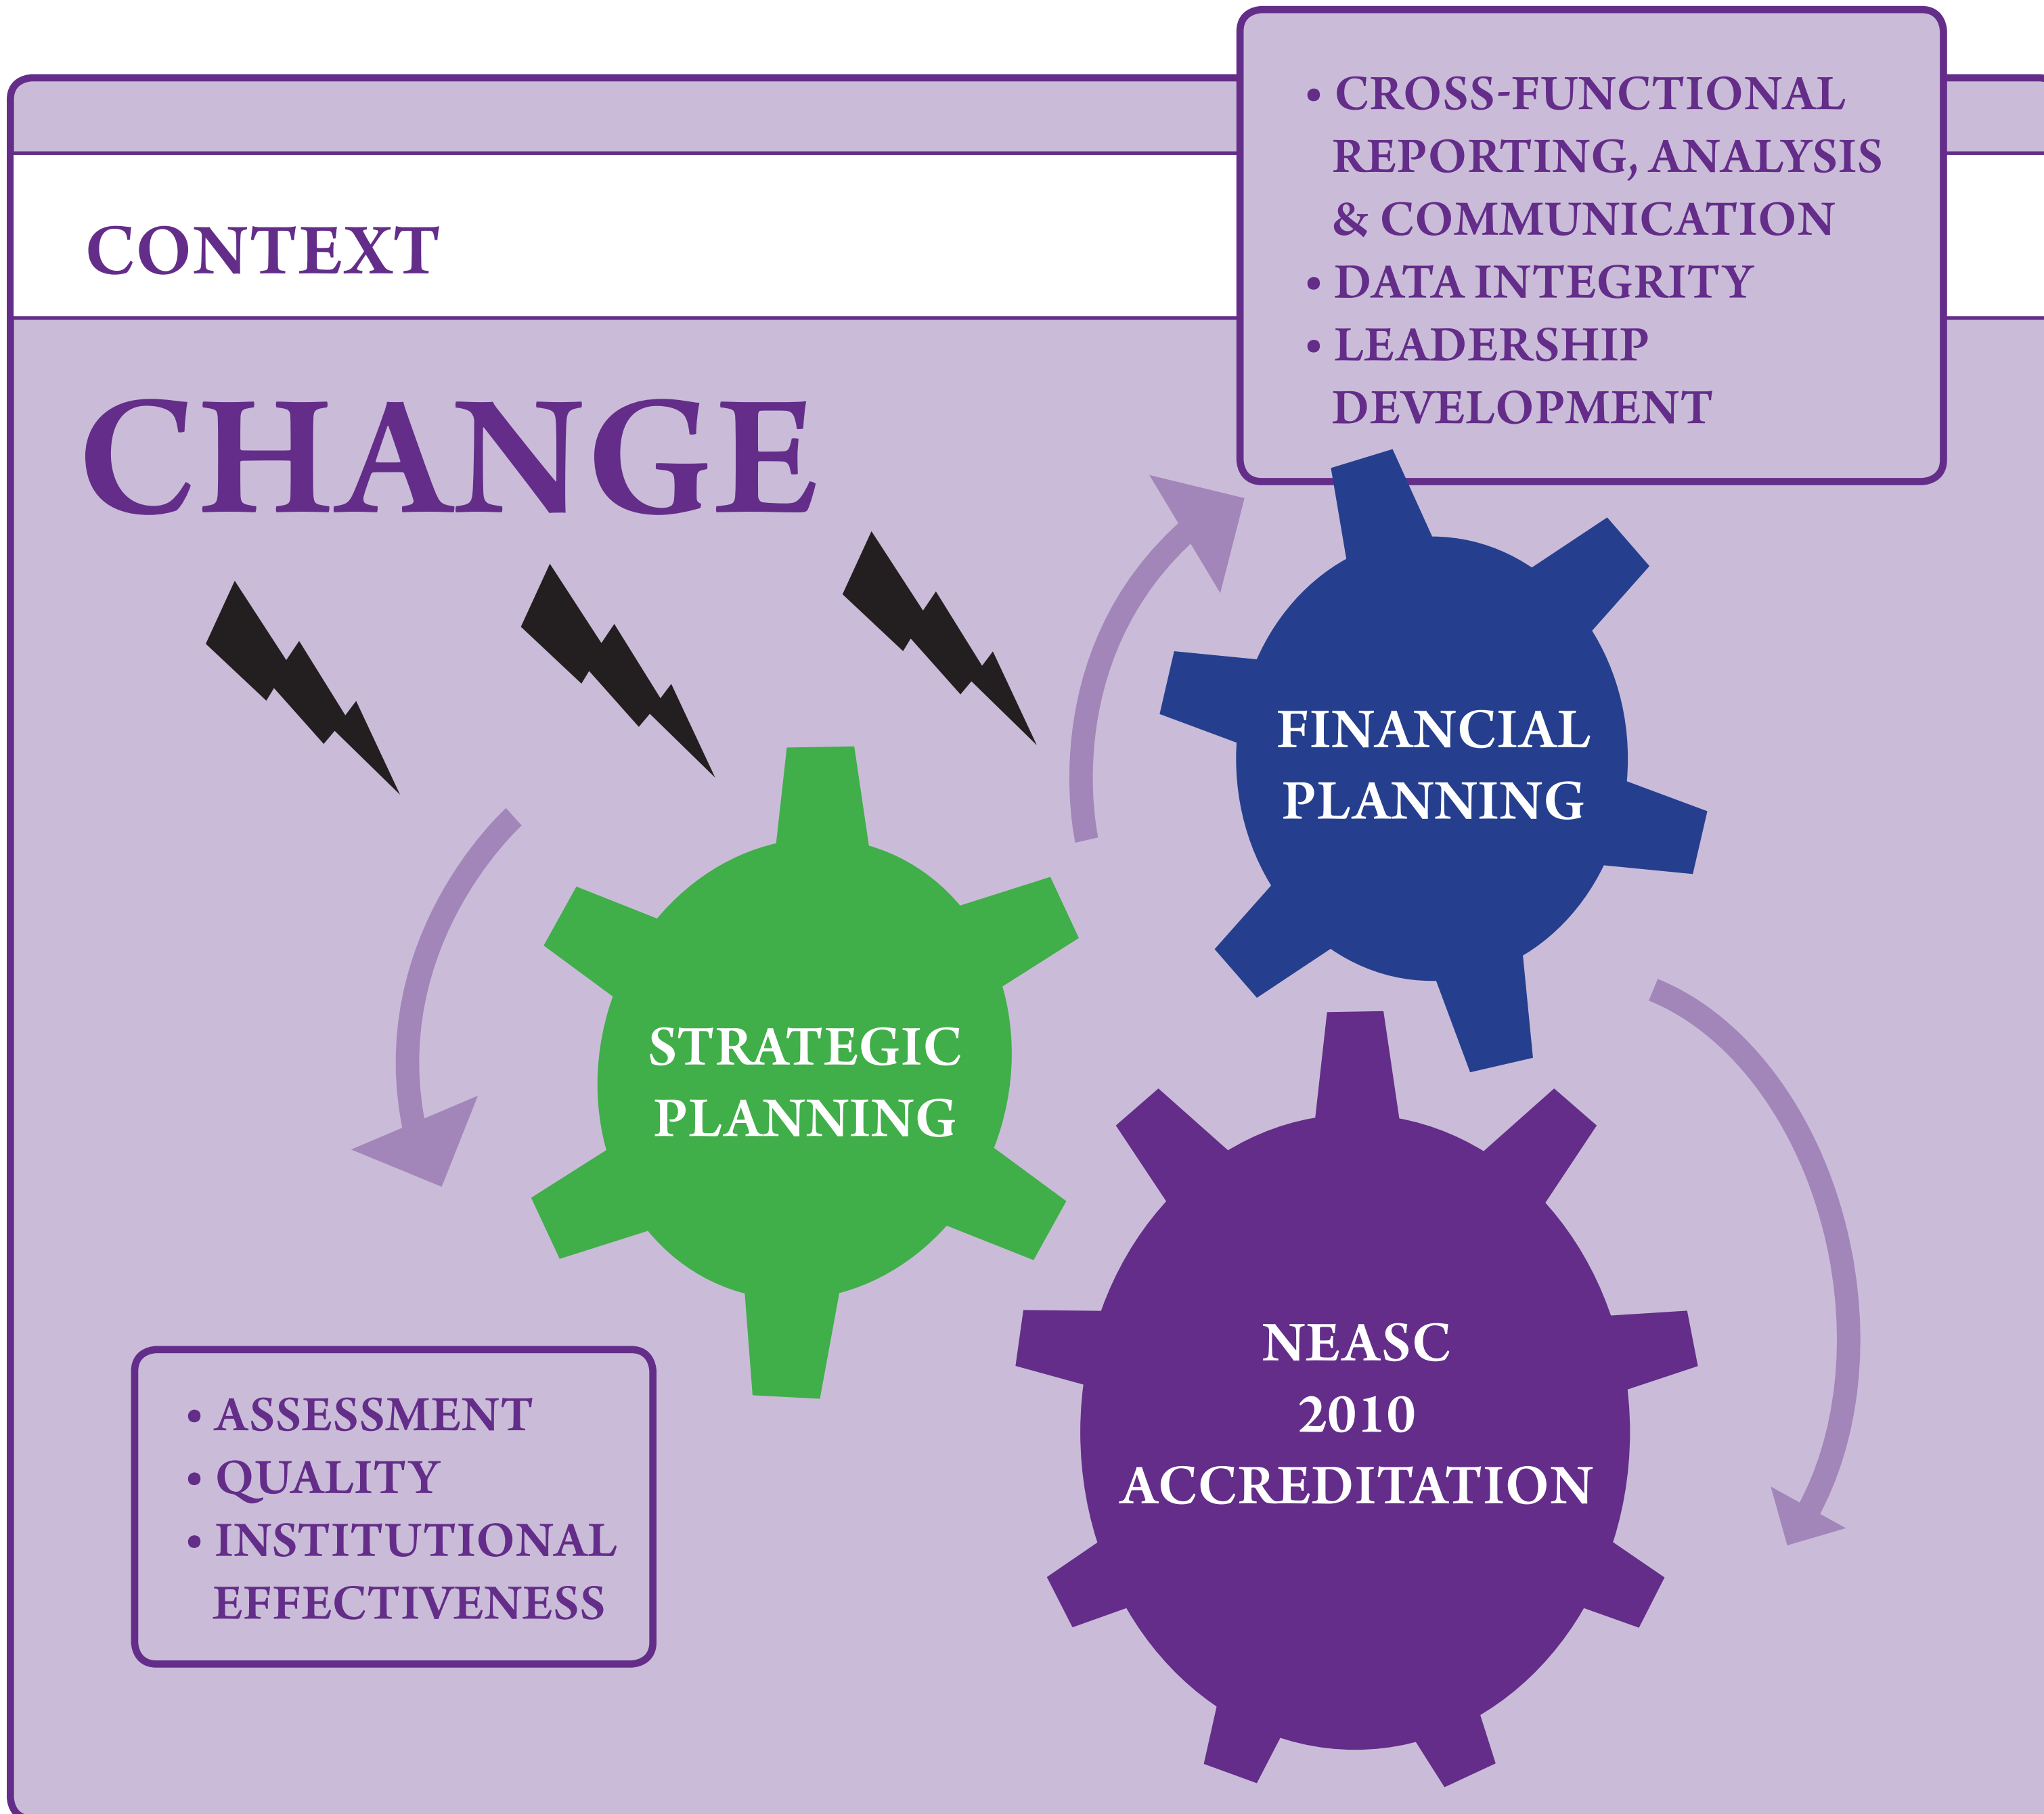 • CROSS-FUNCTIONAL
REPORTING, ANALYSIS
& COMMUNICATION
• DATA INTEGRITY
• LEADERSHIP
DEVELOPMENT
CONTEXT
CHANGE
FINANCIAL
PLANNING
STRATEGIC
PLANNING
NEASC
2010
ACCREDITATION
• ASSESSMENT
• QUALITY
• INSTITUTIONAL
EFFECTIVENESS